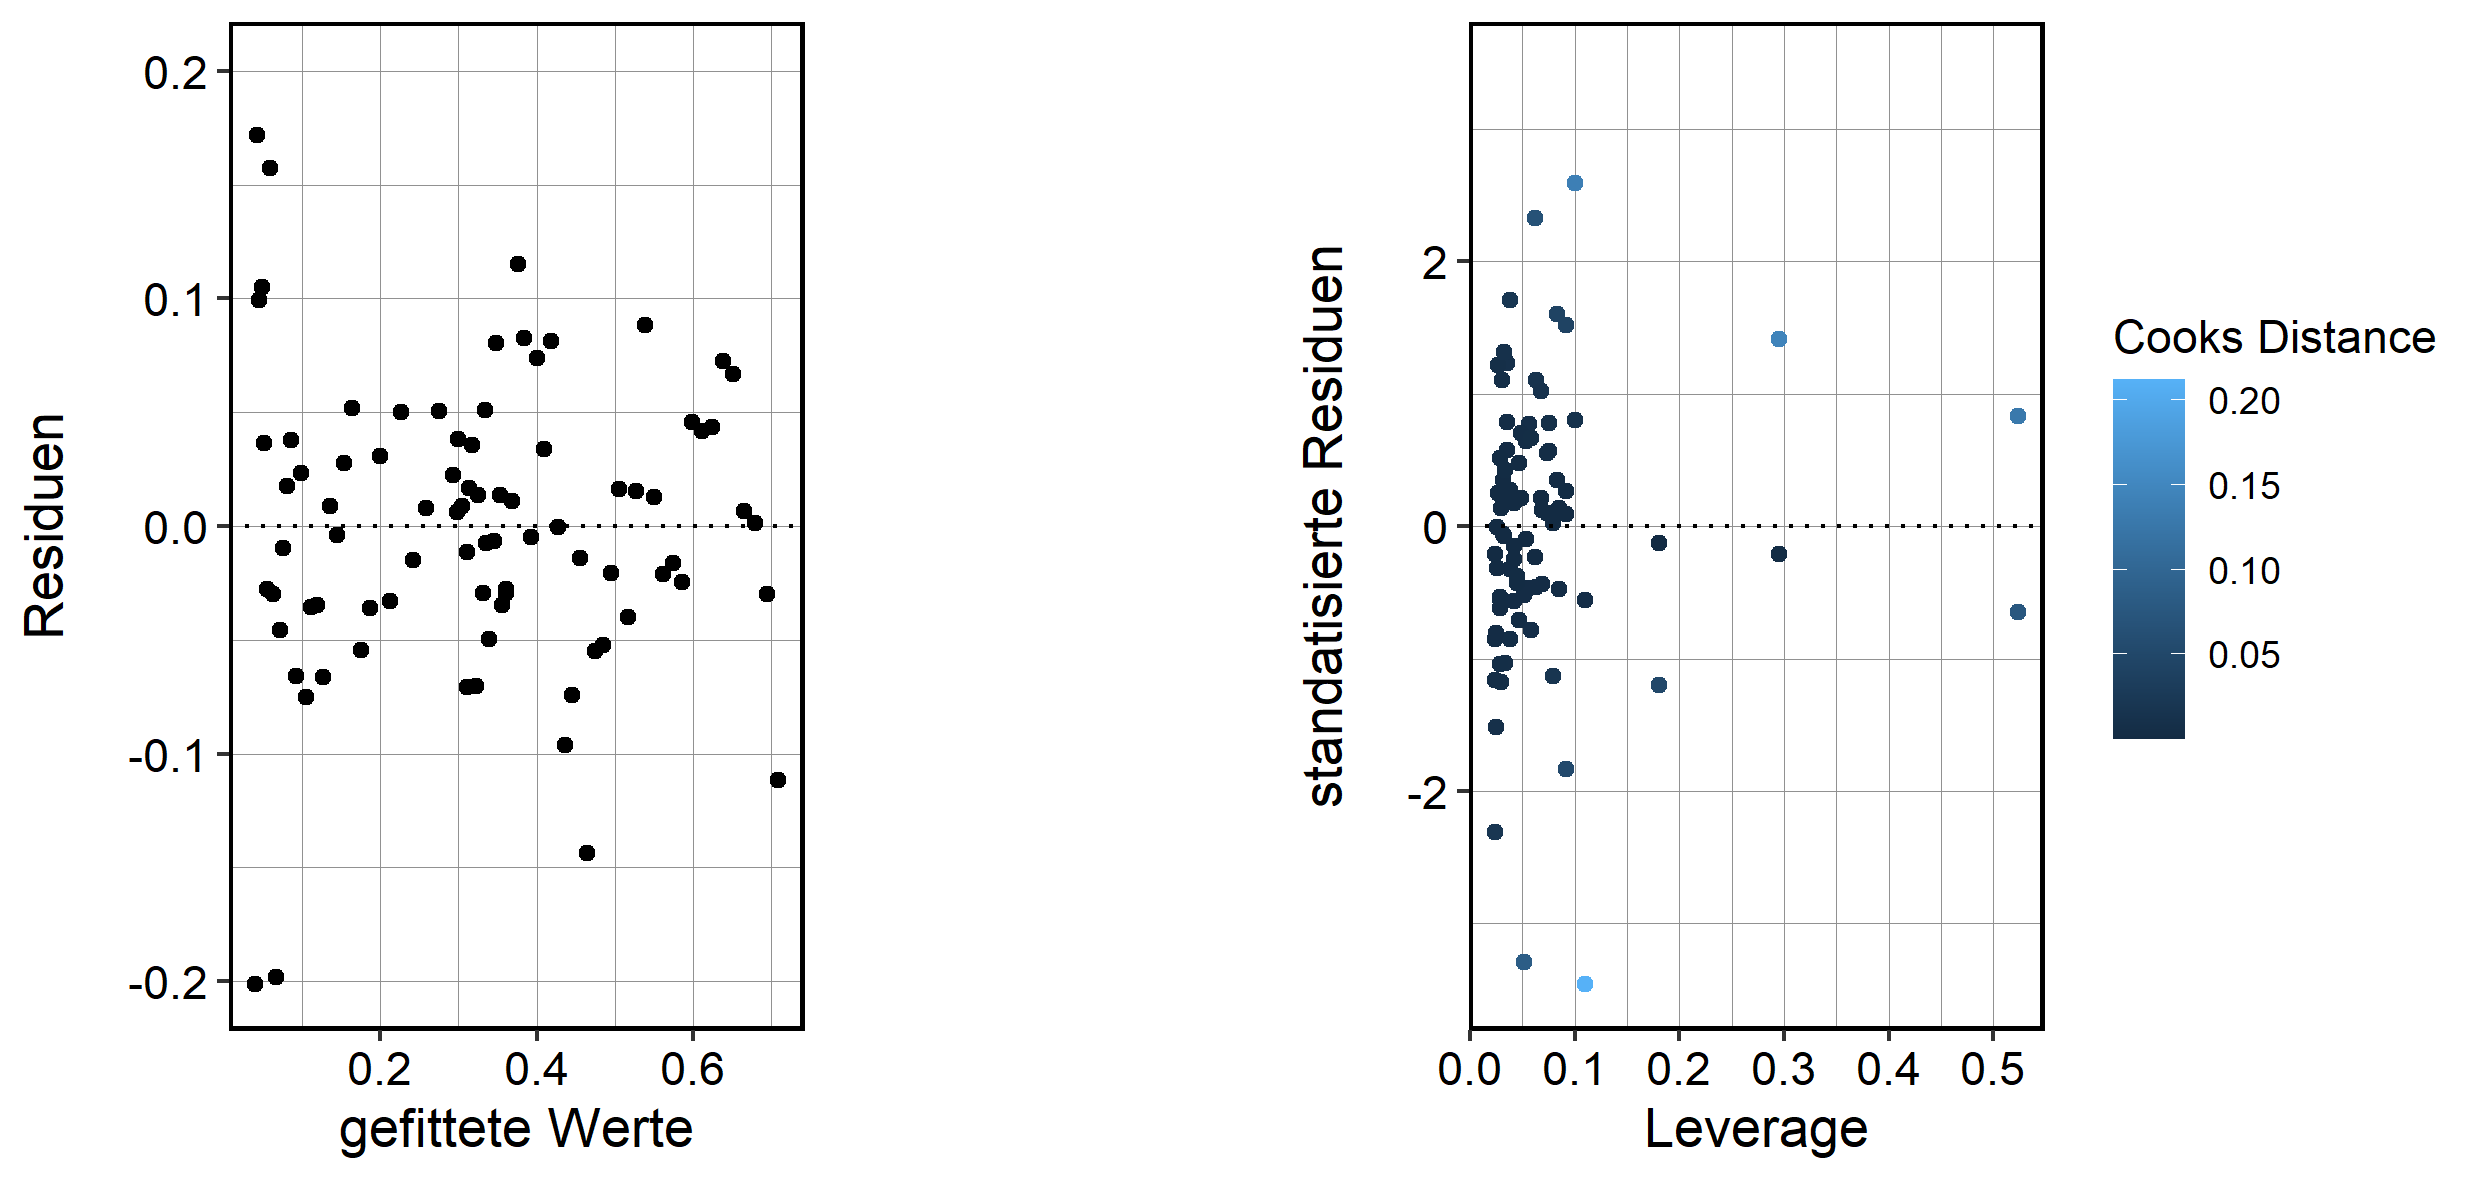 0.2
0.1
0.0
-0.1
-0.2
Residuen
0.2 0.4 0.6
gefittete Werte
2
0
-2
standatisierte Residuen
0.0 0.1 0.2 0.3 0.4 0.5
Leverage
Cooks Distance
0.20
0.15
0.10
0.05